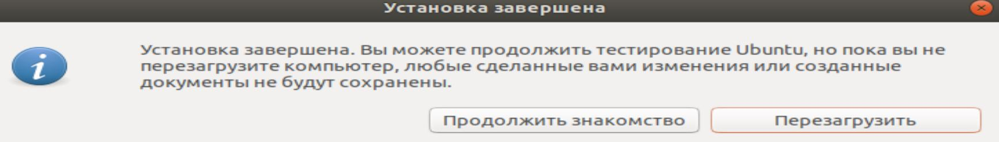 Установка завершена
Установка завершена. Вы можете продолжить тестирование Ubuntu, но пока вы не
перезагрузите компьютер, любые сделанные вами изменения или созданные
документы не будут сохранены.
Продолжить знакомство
Перезагрузить